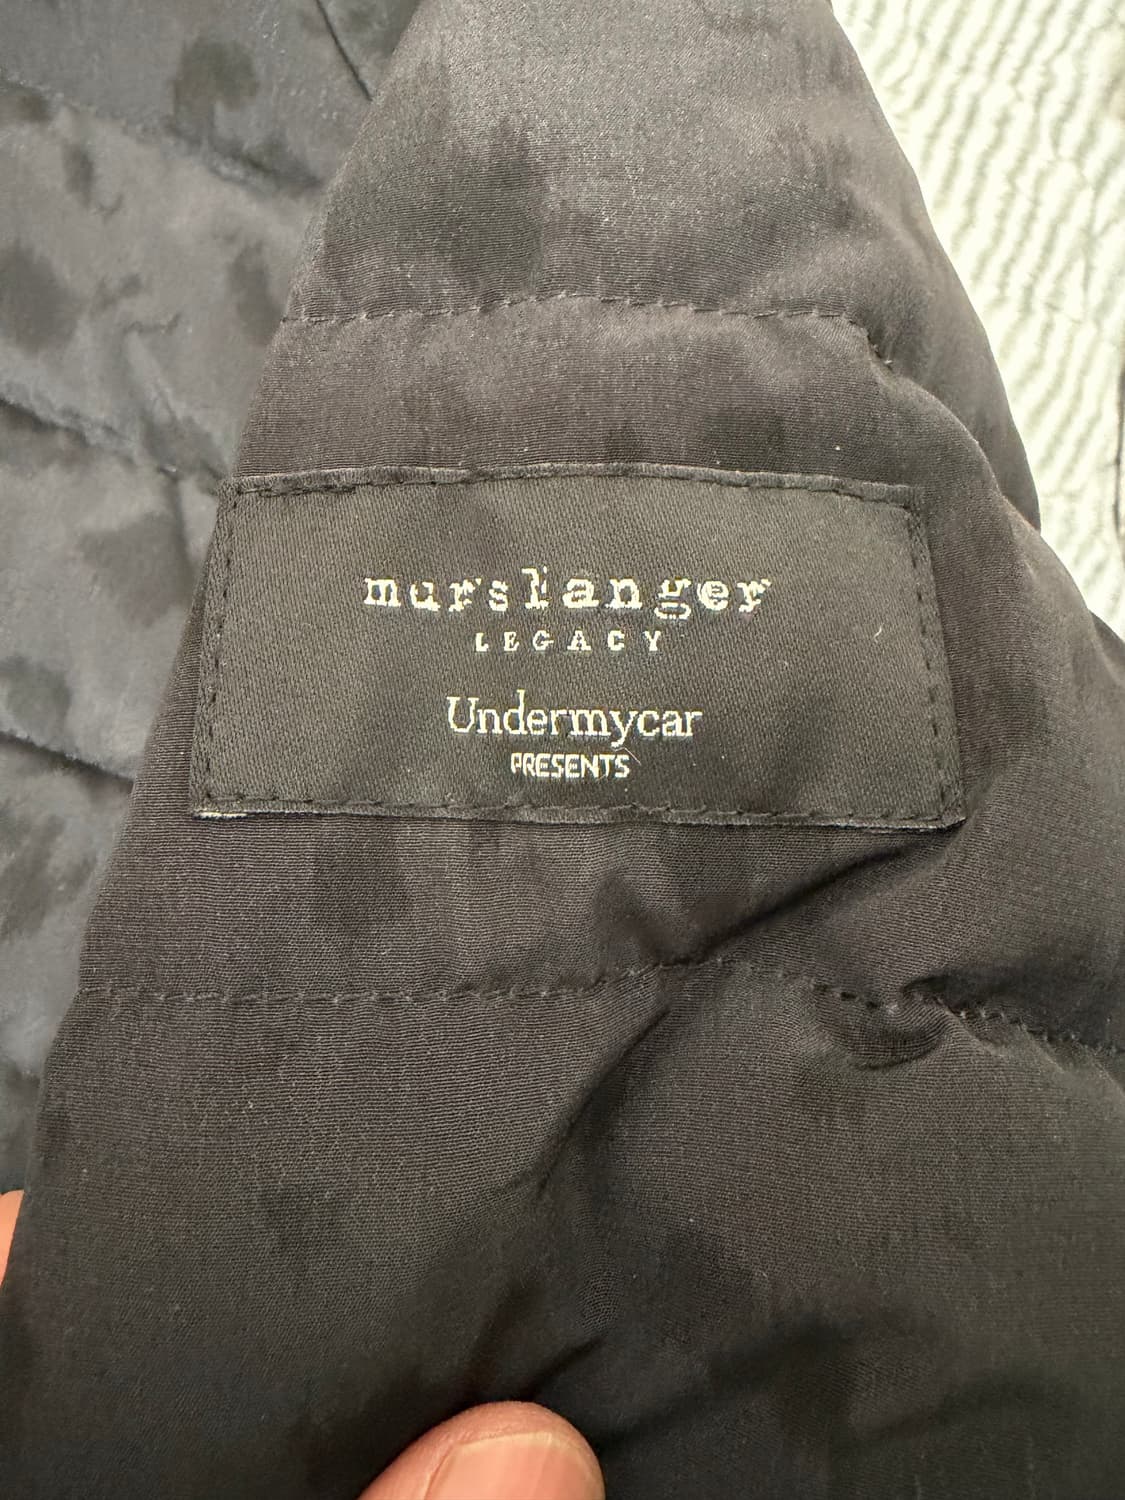 murslanger
LEGACY
Undermycar
PRESENTS